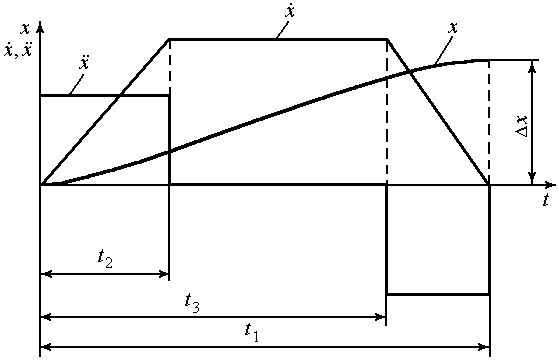 x
ẋ, ẍ
ẍ
ẋ
x
Δx
t
t₂
t₃
t₁